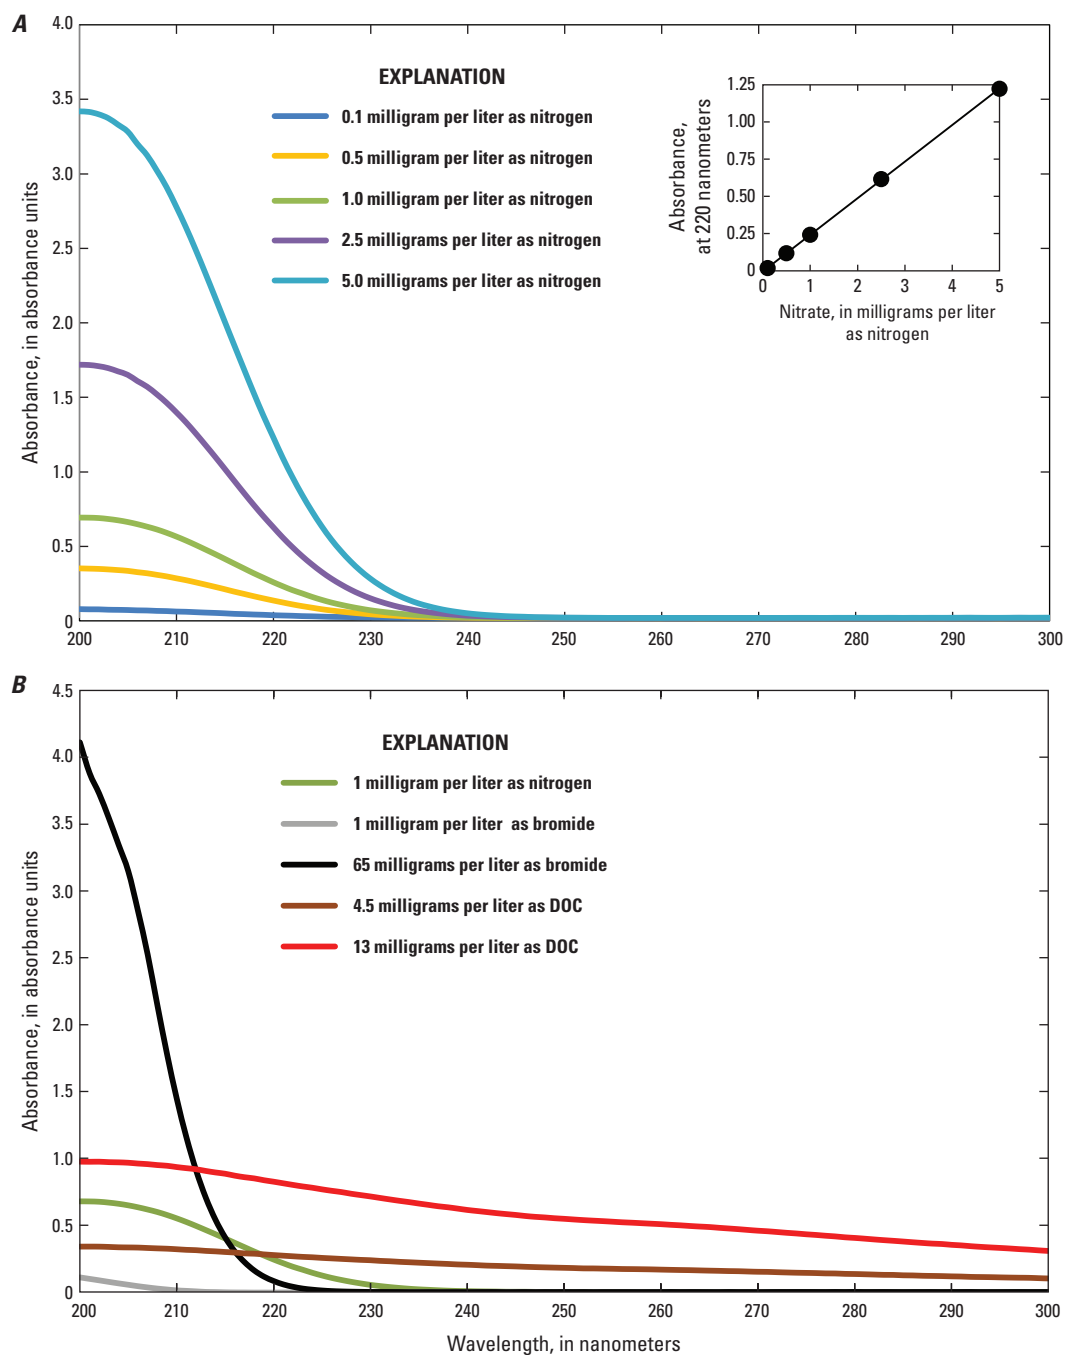 A
4.0
3.5
3.0
2.5
2.0
1.5
1.0
0.5
0
Absorbance, in absorbance units
200 210 220 230 240 250 260 270 280 290 300
EXPLANATION
0.1 milligram per liter as nitrogen
0.5 milligram per liter as nitrogen
1.0 milligram per liter as nitrogen
2.5 milligrams per liter as nitrogen
5.0 milligrams per liter as nitrogen
Absorbance,
at 220 nanometers
1.25
1.00
0.75
0.50
0.25
0
0 1 2 3 4 5
Nitrate, in milligrams per liter
as nitrogen
B
4.5
4.0
3.5
3.0
2.5
2.0
1.5
1.0
0.5
0
Absorbance, in absorbance units
EXPLANATION
1 milligram per liter as nitrogen
1 milligram per liter as bromide
65 milligrams per liter as bromide
4.5 milligrams per liter as DOC
13 milligrams per liter as DOC
200 210 220 230 240 250 260 270 280 290 300
Wavelength, in nanometers